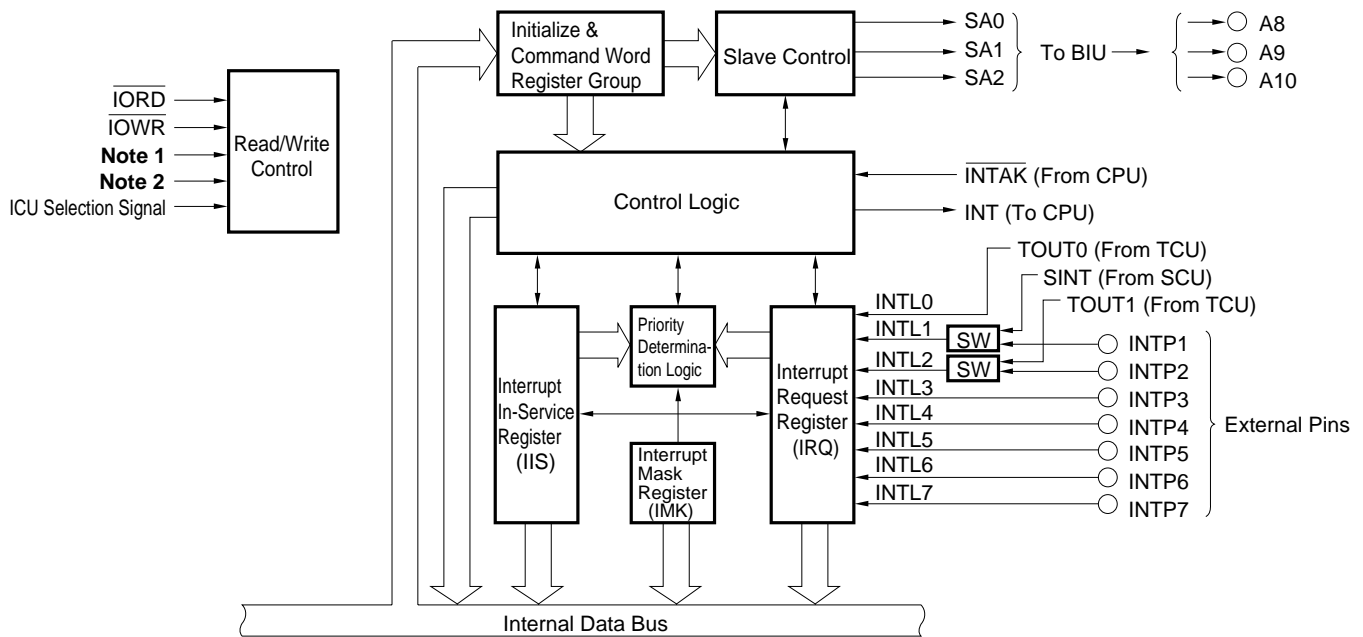 Initialize &
Command Word
Register Group
Slave Control
SA0
SA1
SA2
To BIU
A8
A9
A10
IORD
IOWR
Note 1
Note 2
ICU Selection Signal
Read/Write
Control
Control Logic
INTAK (From CPU)
INT (To CPU)
TOUT0 (From TCU)
SINT (From SCU)
TOUT1 (From TCU)
INTL0
INTL1
INTL2
INTL3
INTL4
INTL5
INTL6
INTL7
SW
SW
INTP1
INTP2
INTP3
INTP4
INTP5
INTP6
INTP7
External Pins
Interrupt
In-Service
Register
(IIS)
Priority
Determina-
tion Logic
Interrupt
Mask
Register
(IMK)
Interrupt
Request
Register
(IRQ)
Internal Data Bus